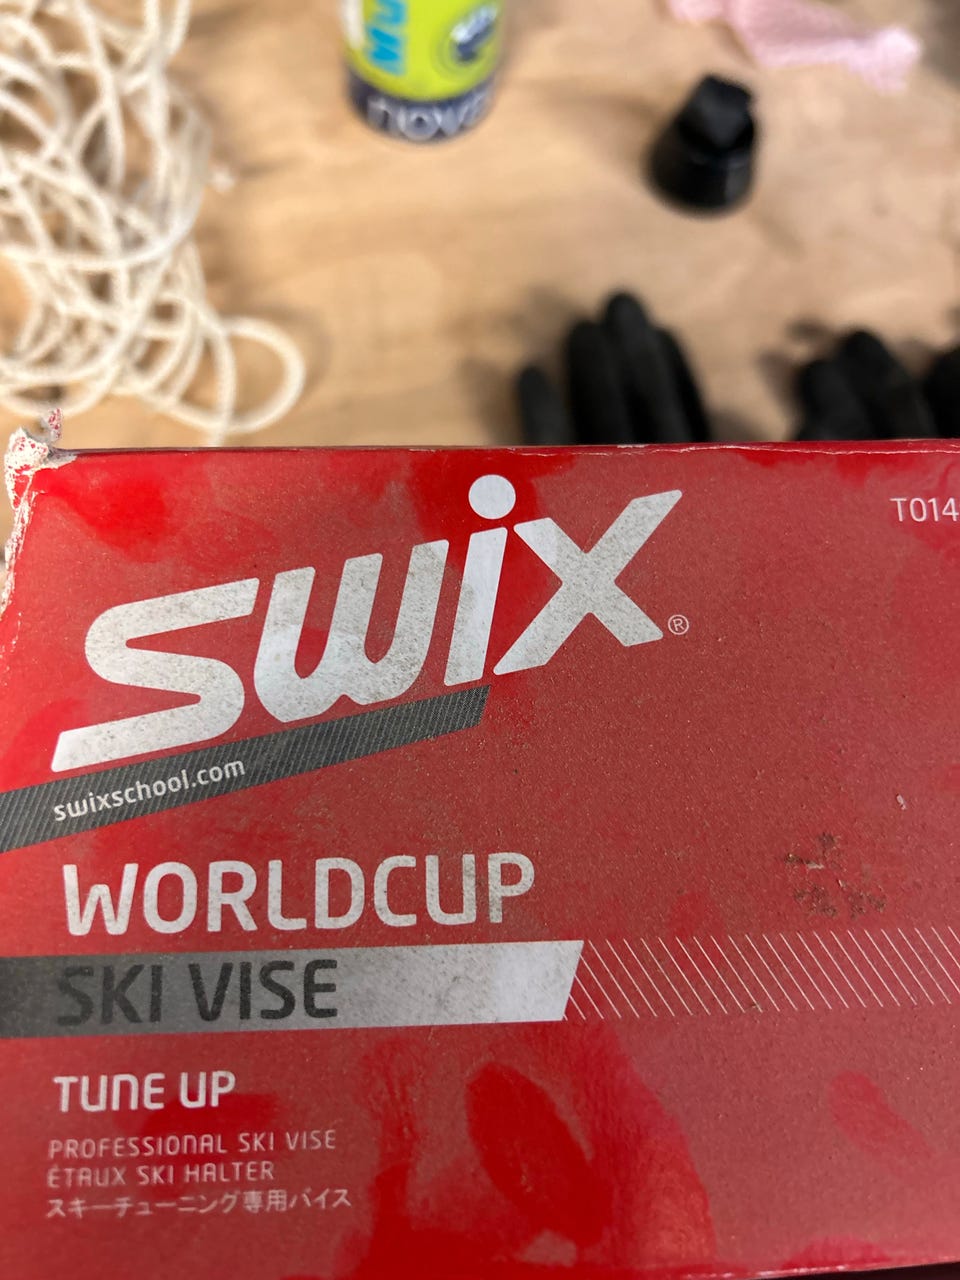 nova
swix®
T014
swixschool.com
WORLDCUP
SKI VISE
TUNE UP
PROFESSIONAL SKI VISE
ÉTAUX SKI HALTER
スキーチューニング専用バイス